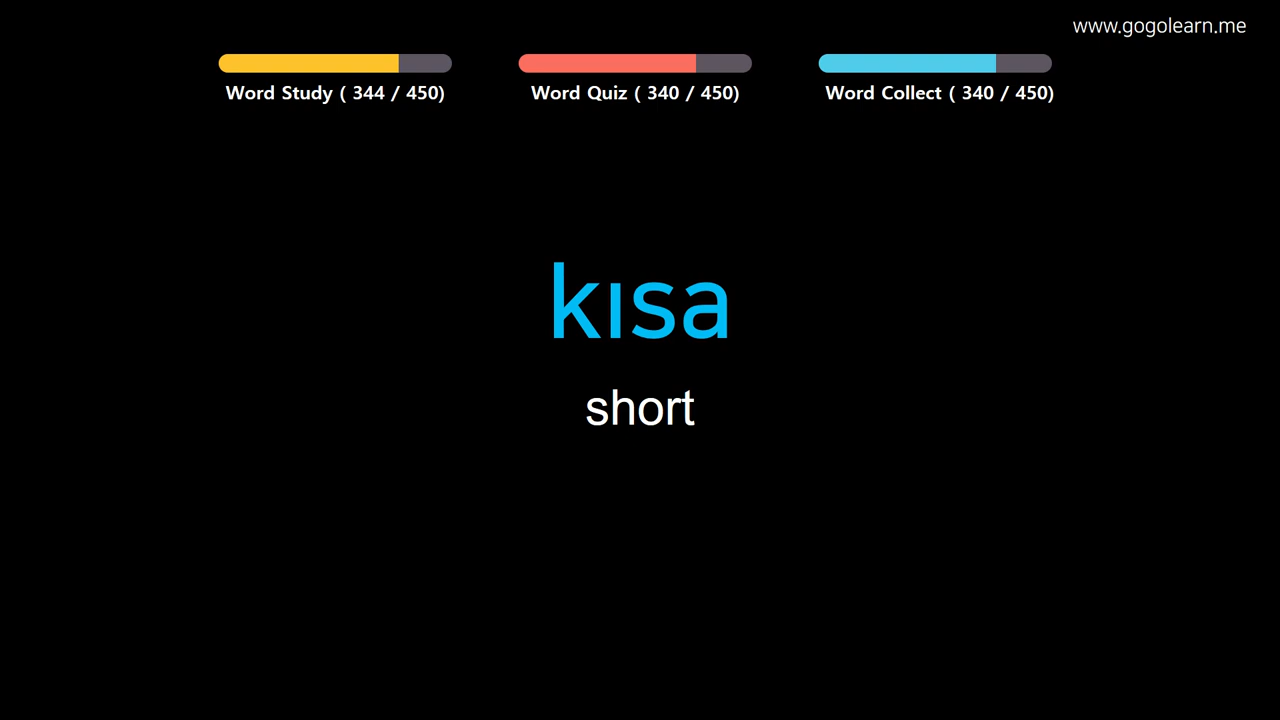 www.gogolearn.me
Word Study ( 344 / 450)
Word Quiz ( 340 / 450)
Word Collect ( 340 / 450)
kısa
short